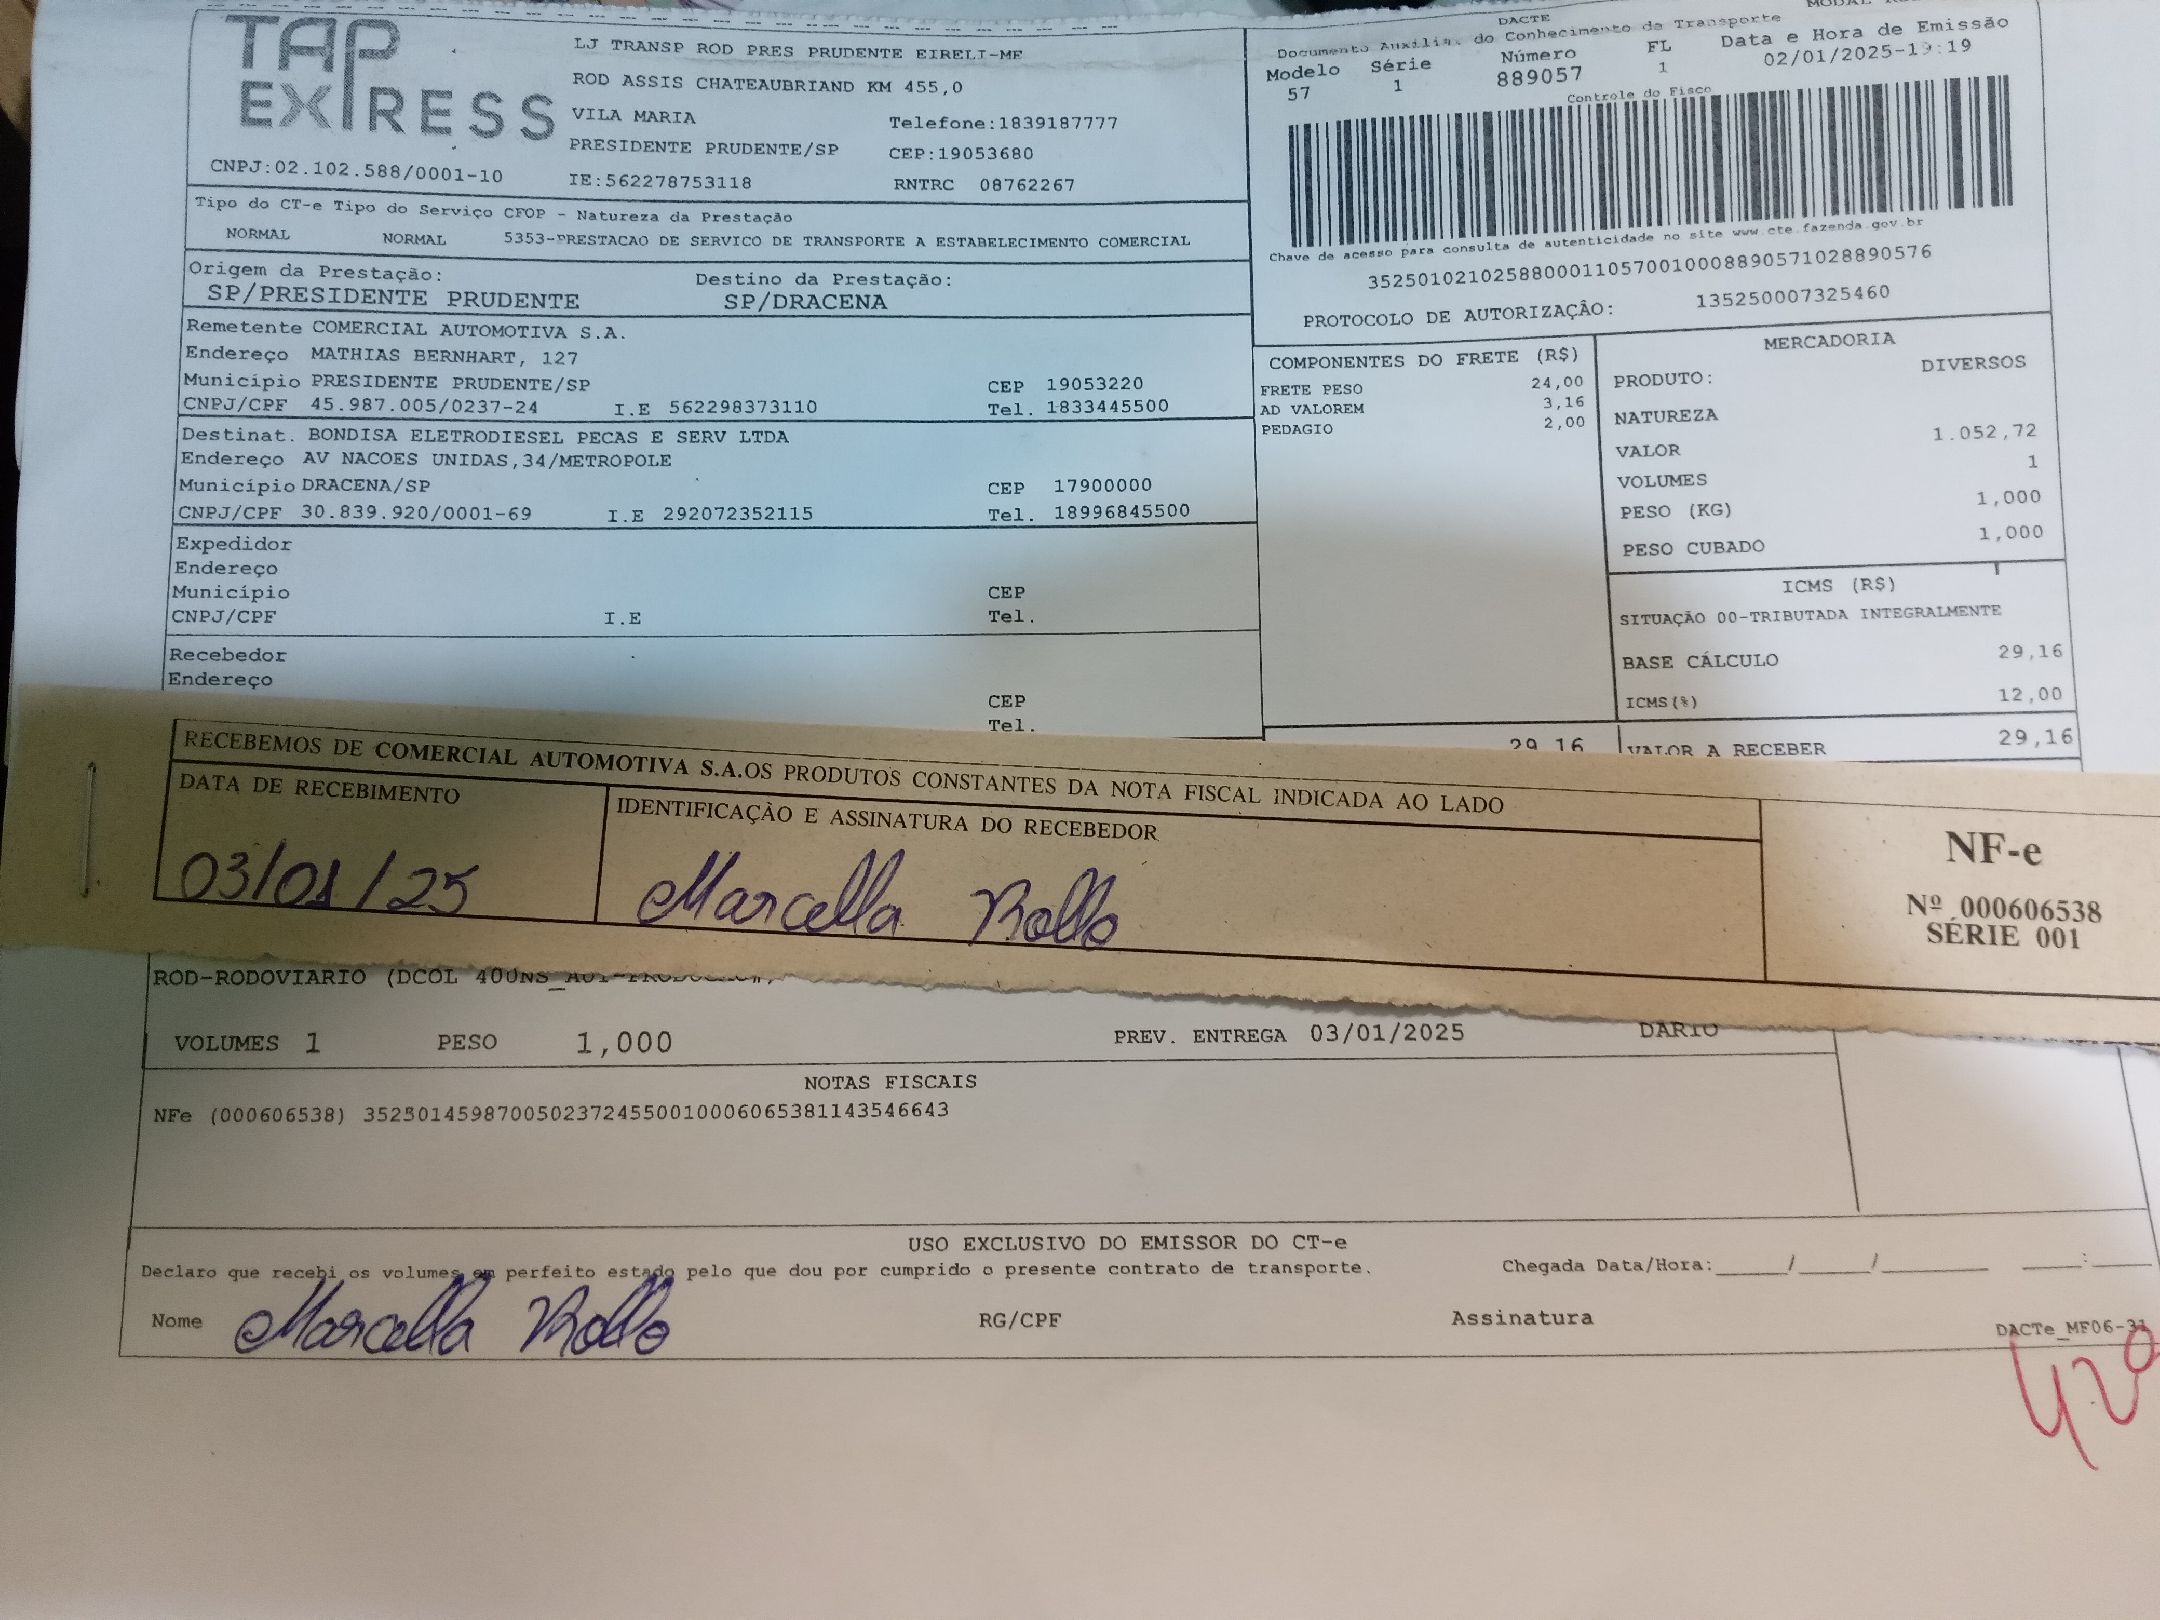 TAP
EXPRESS
CNPJ:02.102.588/0001-10
LJ TRANSP ROD PRES PRUDENTE EIRELI-ME
ROD ASSIS CHATEAUBRIAND KM 455,0
VILA MARIA Telefone:1839187777
PRESIDENTE PRUDENTE/SP CEP:19053680
IE:562278753118 RNTRC 08762267
DACTE
Documento Auxiliar do Conhecimento de Transporte
Modelo Série Número FL Data e Hora de Emissão
57 1 889057 1 02/01/2025-19:19
Controle do Fisco
Chave de acesso para consulta de autenticidade no site www.cte.fazenda.gov.br
35250102102588000110570010008890571028890576
PROTOCOLO DE AUTORIZAÇÃO: 135250007325460
Tipo do CT-e Tipo do Serviço CFOP - Natureza da Prestação
NORMAL NORMAL 5353-PRESTACAO DE SERVICO DE TRANSPORTE A ESTABELECIMENTO COMERCIAL
Origem da Prestação: Destino da Prestação:
SP/PRESIDENTE PRUDENTE SP/DRACENA
Remetente COMERCIAL AUTOMOTIVA S.A.
Endereço MATHIAS BERNHART, 127
Município PRESIDENTE PRUDENTE/SP CEP 19053220
CNPJ/CPF 45.987.005/0237-24 I.E 562298373110 Tel. 1833445500
Destinat. BONDISA ELETRODIESEL PECAS E SERV LTDA
Endereço AV NACOES UNIDAS,34/METROPOLE
Município DRACENA/SP CEP 17900000
CNPJ/CPF 30.839.920/0001-69 I.E 292072352115 Tel. 18996845500
Expedidor
Endereço
Município CEP
CNPJ/CPF I.E Tel.
Recebedor
Endereço
CEP
Tel.
COMPONENTES DO FRETE (R$)
FRETE PESO 24,00
AD VALOREM 3,16
PEDAGIO 2,00
29,16
MERCADORIA
PRODUTO: DIVERSOS
NATUREZA
VALOR 1.052,72
VOLUMES 1
PESO (KG) 1,000
PESO CUBADO 1,000
ICMS (R$)
SITUAÇÃO 00-TRIBUTADA INTEGRALMENTE
BASE CÁLCULO 29,16
ICMS(%) 12,00
VALOR A RECEBER 29,16
RECEBEMOS DE COMERCIAL AUTOMOTIVA S.A.OS PRODUTOS CONSTANTES DA NOTA FISCAL INDICADA AO LADO
DATA DE RECEBIMENTO IDENTIFICAÇÃO E ASSINATURA DO RECEBEDOR
03/01/25 Marcella Rollo
NF-e
Nº 000606538
SÉRIE 001
ROD-RODOVIARIO (DCOL
VOLUMES 1 PESO 1,000 PREV. ENTREGA 03/01/2025 DARIO
NOTAS FISCAIS
NFe (000606538) 35250145987005023724550010006065381143546643
USO EXCLUSIVO DO EMISSOR DO CT-e
Declaro que recebi os volumes em perfeito estado pelo que dou por cumprido o presente contrato de transporte. Chegada Data/Hora:____/____/________ ____:____
Nome Marcella Rollo RG/CPF Assinatura
DACTe_MF06-31
420